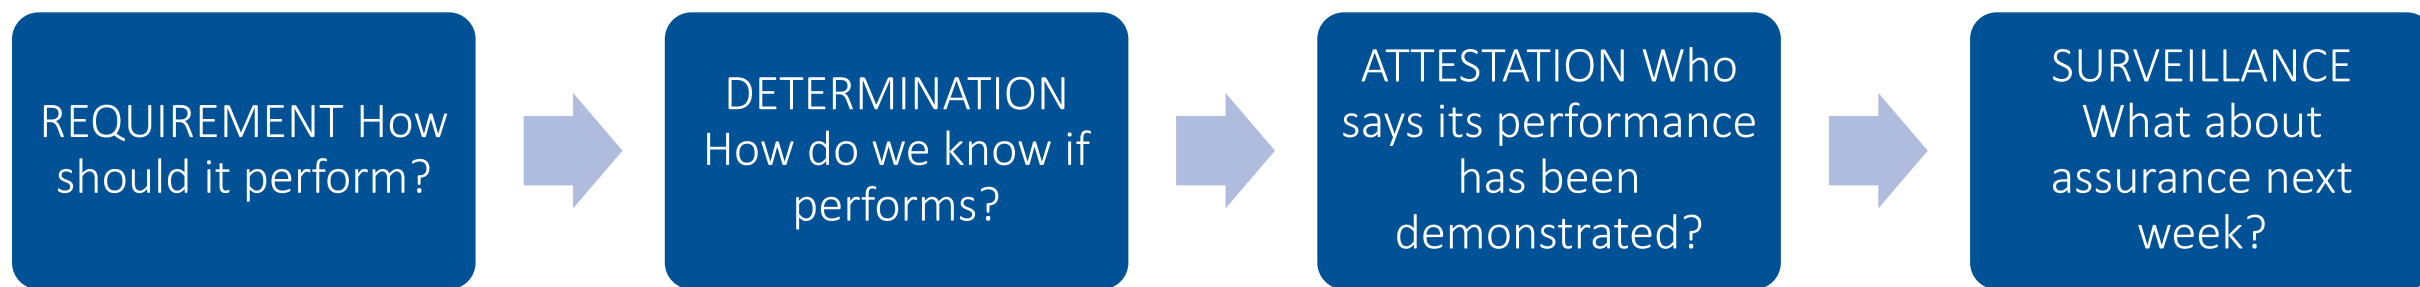 REQUIREMENT How
should it perform?
DETERMINATION
How do we know if
performs?
ATTESTATION Who
says its performance
has been
demonstrated?
SURVEILLANCE
What about
assurance next
week?